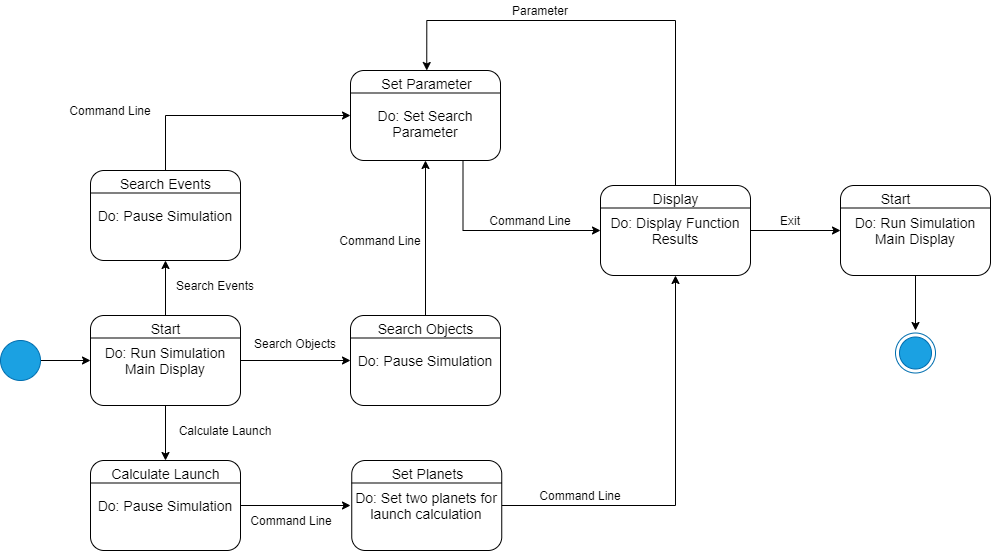 Parameter
Set Parameter
Do: Set Search
Parameter
Command Line
Search Events
Do: Pause Simulation
Command Line
Command Line
Display
Do: Display Function
Results
Exit
Start
Do: Run Simulation
Main Display
Search Events
Start
Do: Run Simulation
Main Display
Search Objects
Search Objects
Do: Pause Simulation
Calculate Launch
Calculate Launch
Do: Pause Simulation
Command Line
Set Planets
Do: Set two planets for
launch calculation
Command Line